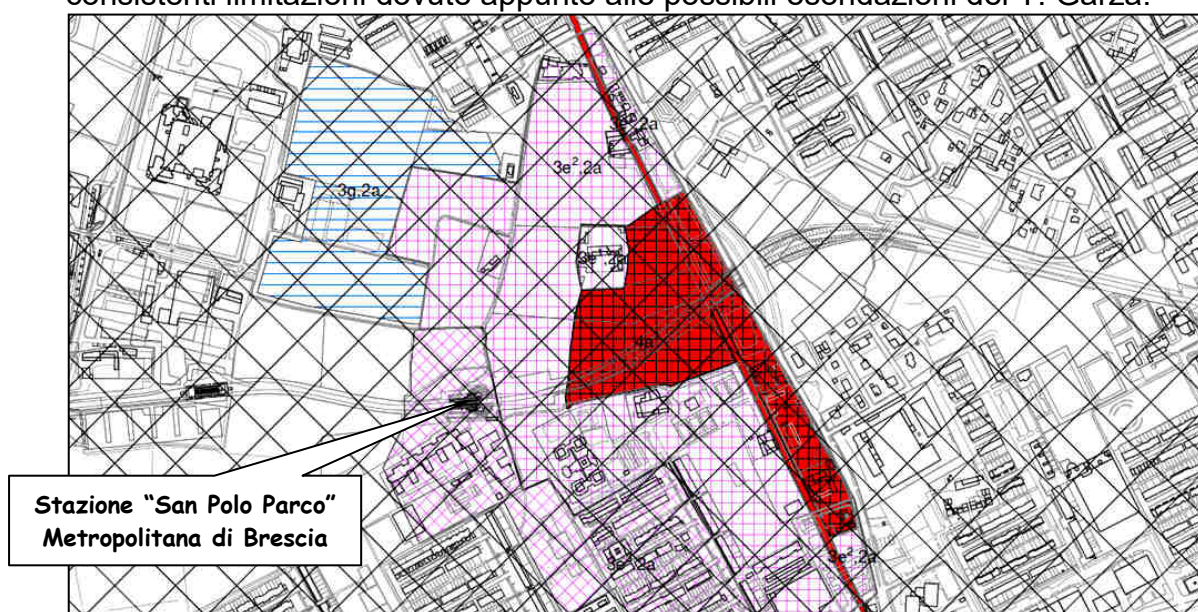 consistenti limitazioni dovute appunto alle possibili esondazioni del T. Garza.
3e².2a
3g.2a
4a
Stazione “San Polo Parco”
Metropolitana di Brescia
3e².2a
3e².2a